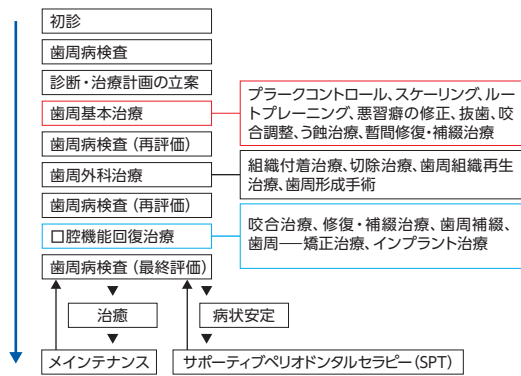 初診
歯周病検査
診断・治療計画の立案
歯周基本治療
プラークコントロール、スケーリング、ルー
トプレーニング、悪習癖の修正、抜歯、咬
合調整、う蝕治療、暫間修復・補綴治療
歯周病検査（再評価）
歯周外科治療
組織付着治療、切除治療、歯周組織再生
治療、歯周形成手術
歯周病検査（再評価）
口腔機能回復治療
咬合治療、修復・補綴治療、歯周補綴、
歯周―矯正治療、インプラント治療
歯周病検査（最終評価）
治癒
病状安定
メインテナンス
サポーティブペリオドンタルセラピー（SPT）